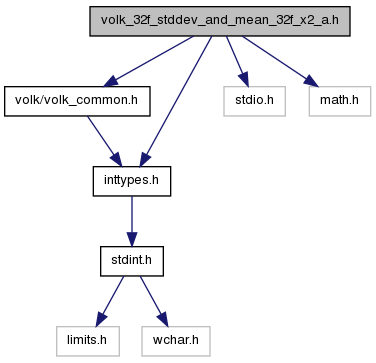 volk_32f_stddev_and_mean_32f_x2_a.h
volk/volk_common.h
stdio.h
math.h
inttypes.h
stdint.h
limits.h
wchar.h